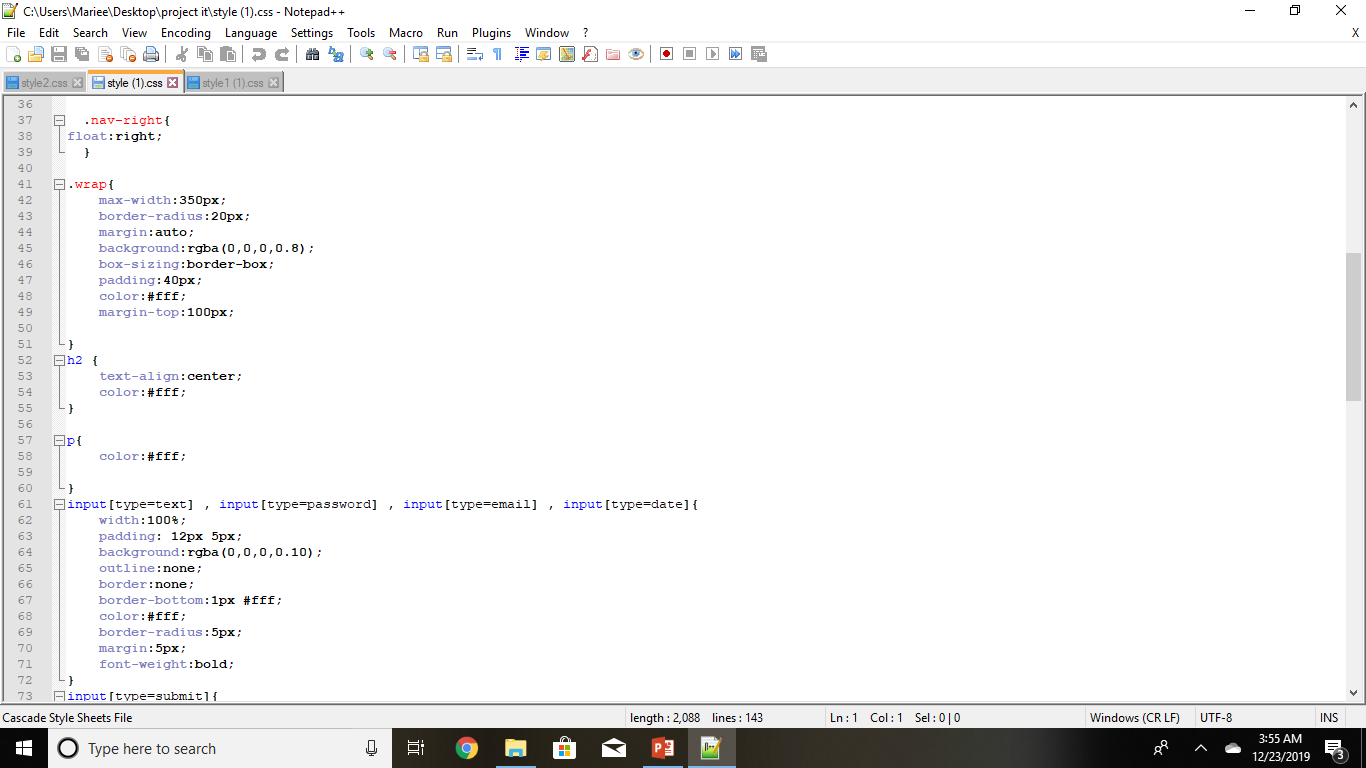 C:\Users\Mariee\Desktop\project it\style (1).css - Notepad++
File Edit Search View Encoding Language Settings Tools Macro Run Plugins Window ? X
style2.css style (1).css style1 (1).css
36
37 .nav-right{
38 float:right;
39 }
40
41 .wrap{
42 max-width:350px;
43 border-radius:20px;
44 margin:auto;
45 background:rgba(0,0,0,0.8);
46 box-sizing:border-box;
47 padding:40px;
48 color:#fff;
49 margin-top:100px;
50
51 }
52 h2 {
53 text-align:center;
54 color:#fff;
55 }
56
57 p{
58 color:#fff;
59
60 }
61 input[type=text] , input[type=password] , input[type=email] , input[type=date]{
62 width:100%;
63 padding: 12px 5px;
64 background:rgba(0,0,0,0.10);
65 outline:none;
66 border:none;
67 border-bottom:1px #fff;
68 color:#fff;
69 border-radius:5px;
70 margin:5px;
71 font-weight:bold;
72 }
73 input[type=submit]{
Cascade Style Sheets File length : 2,088 lines : 143 Ln : 1 Col : 1 Sel : 0 | 0 Windows (CR LF) UTF-8 INS
Type here to search
3:55 AM
12/23/2019
3